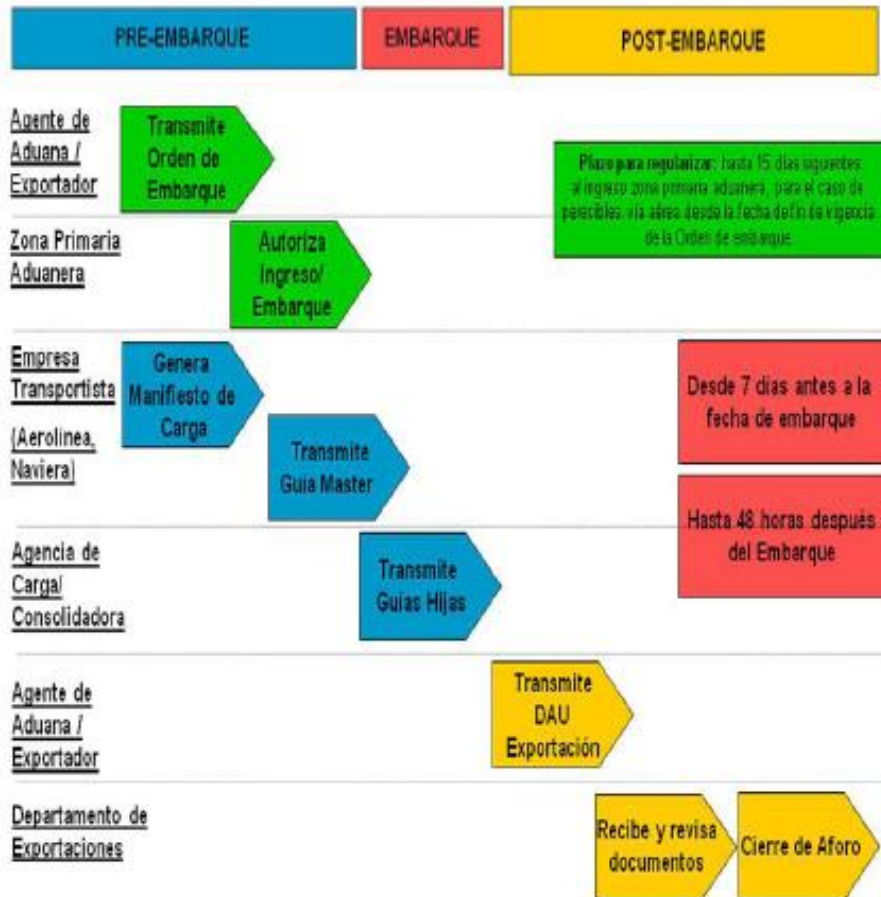 PRE-EMBARQUE
EMBARQUE
POST-EMBARQUE
Agente de
Aduana /
Exportador
Transmite
Orden de
Embarque
Plazo para regularizar: hasta 15 días siguientes
al ingreso zona primaria aduanera, para el caso de
perecibles vía aérea desde la fecha de fin de vigencia
de la Orden de embarque
Zona Primaria
Aduanera
Autoriza
Ingreso/
Embarque
Empresa
Transportista
(Aerolínea,
Naviera)
Genera
Manifiesto de
Carga
Transmite
Guia Master
Desde 7 dias antes a la
fecha de embarque
Hasta 48 horas después
del Embarque
Agencia de
Carga/
Consolidadora
Transmite
Guias Hijas
Agente de
Aduana /
Exportador
Transmite
DAU
Exportación
Departamento de
Exportaciones
Recibe y revisa
documentos
Cierre de Aforo